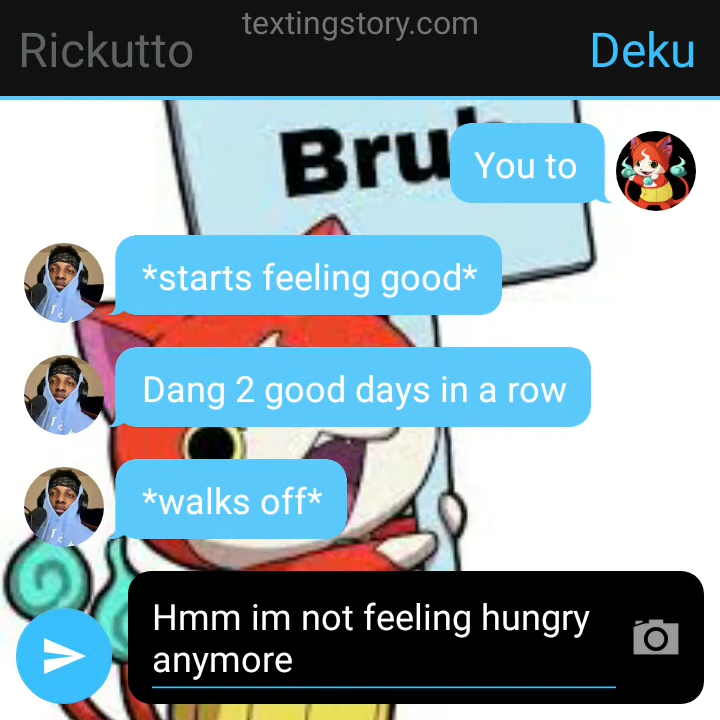 textingstory.com
Rickutto
Deku
Bru
You to
*starts feeling good*
Dang 2 good days in a row
*walks off*
Hmm im not feeling hungry
anymore